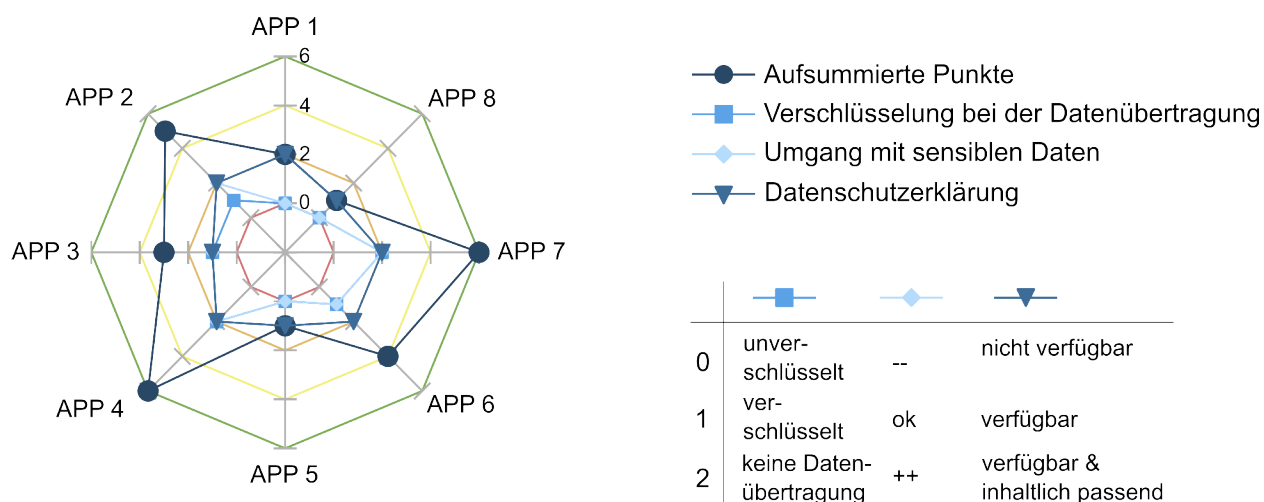 APP 1
6
APP 2
APP 8
4
2
0
APP 3
APP 7
APP 4
APP 6
APP 5
Aufsummierte Punkte
Verschlüsselung bei der Datenübertragung
Umgang mit sensiblen Daten
Datenschutzerklärung
0 unver- -- nicht verfügbar
schlüsselt
1 ver- ok verfügbar
schlüsselt
2 keine Daten- ++ verfügbar &
übertragung inhaltlich passend